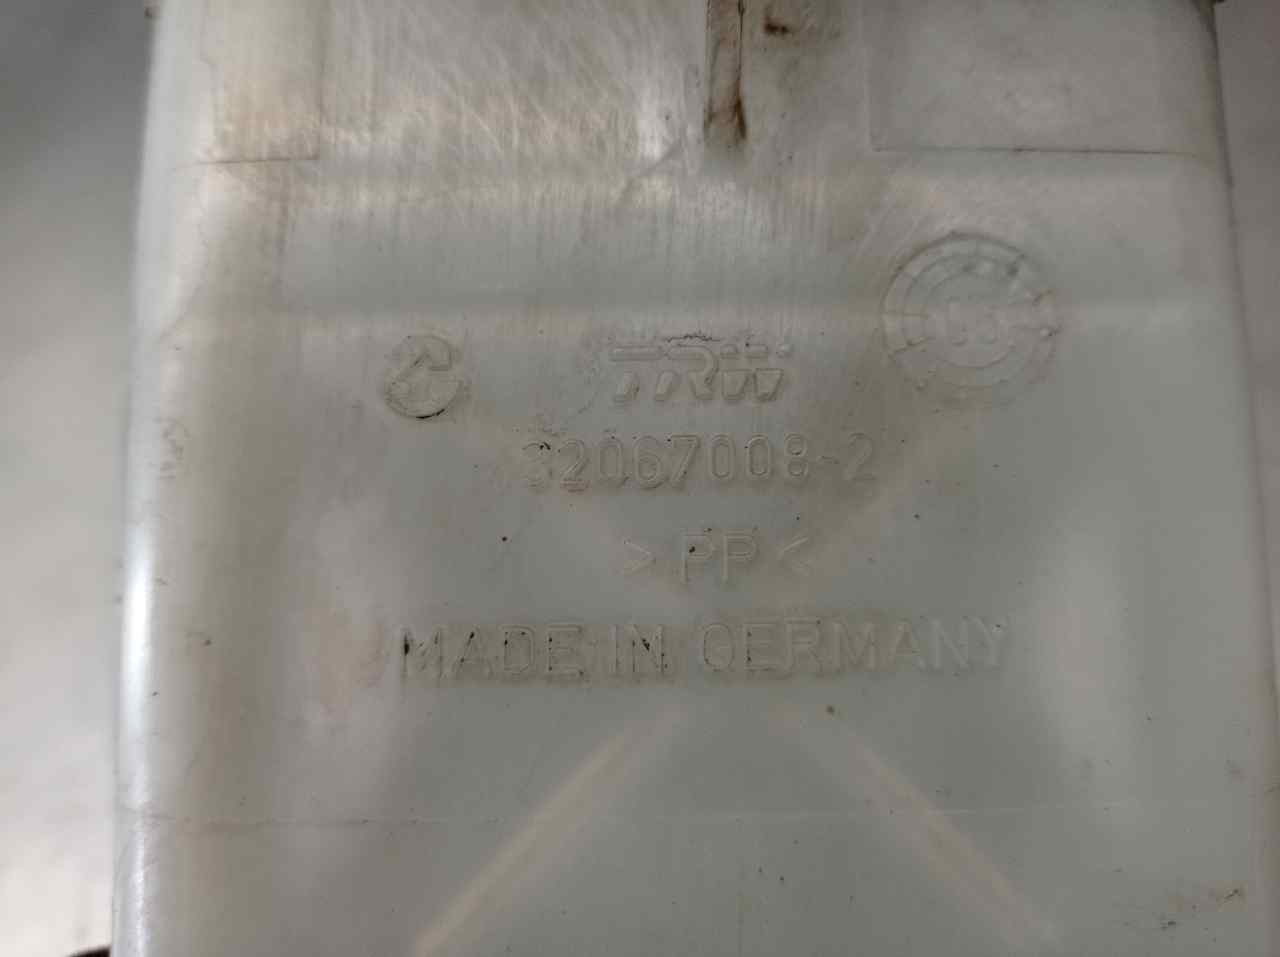 TRW
32067008-2
> PP <
MADE IN GERMANY